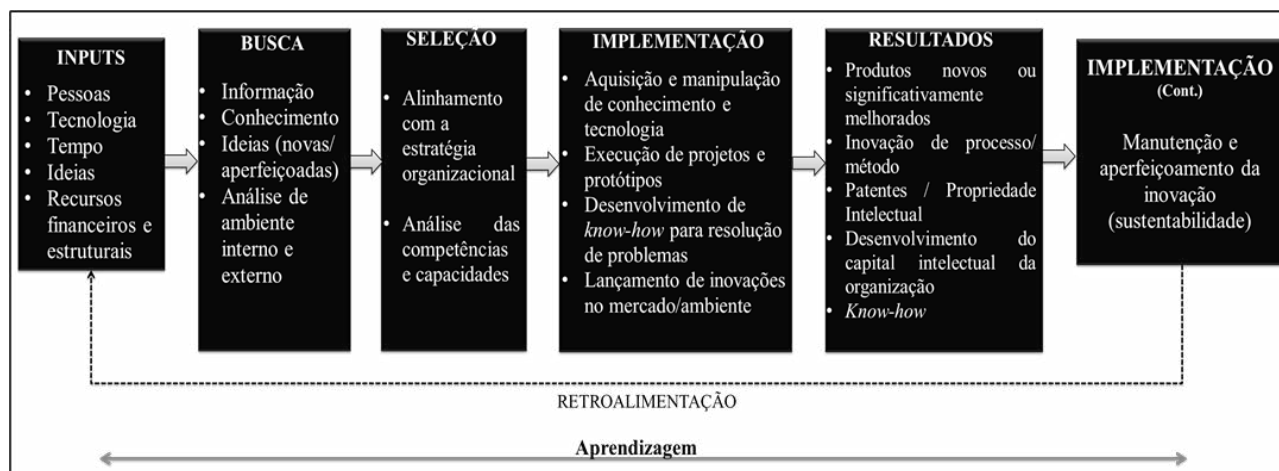 INPUTS
• Pessoas
• Tecnologia
• Tempo
• Ideias
• Recursos
financeiros e
estruturais
BUSCA
• Informação
• Conhecimento
• Ideias (novas/
aperfeiçoadas)
• Análise de
ambiente
interno e
externo
SELEÇÃO
• Alinhamento
com a
estratégia
organizacional
• Análise das
competências
e capacidades
IMPLEMENTAÇÃO
• Aquisição e manipulação
de conhecimento e
tecnologia
• Execução de projetos e
protótipos
• Desenvolvimento de
know-how para resolução
de problemas
• Lançamento de inovações
no mercado/ambiente
RESULTADOS
• Produtos novos ou
significativamente
melhorados
• Inovação de processo/
método
• Patentes / Propriedade
Intelectual
• Desenvolvimento do
capital intelectual da
organização
• Know-how
IMPLEMENTAÇÃO
(Cont.)
Manutenção e
aperfeiçoamento da
inovação
(sustentabilidade)
RETROALIMENTAÇÃO
Aprendizagem